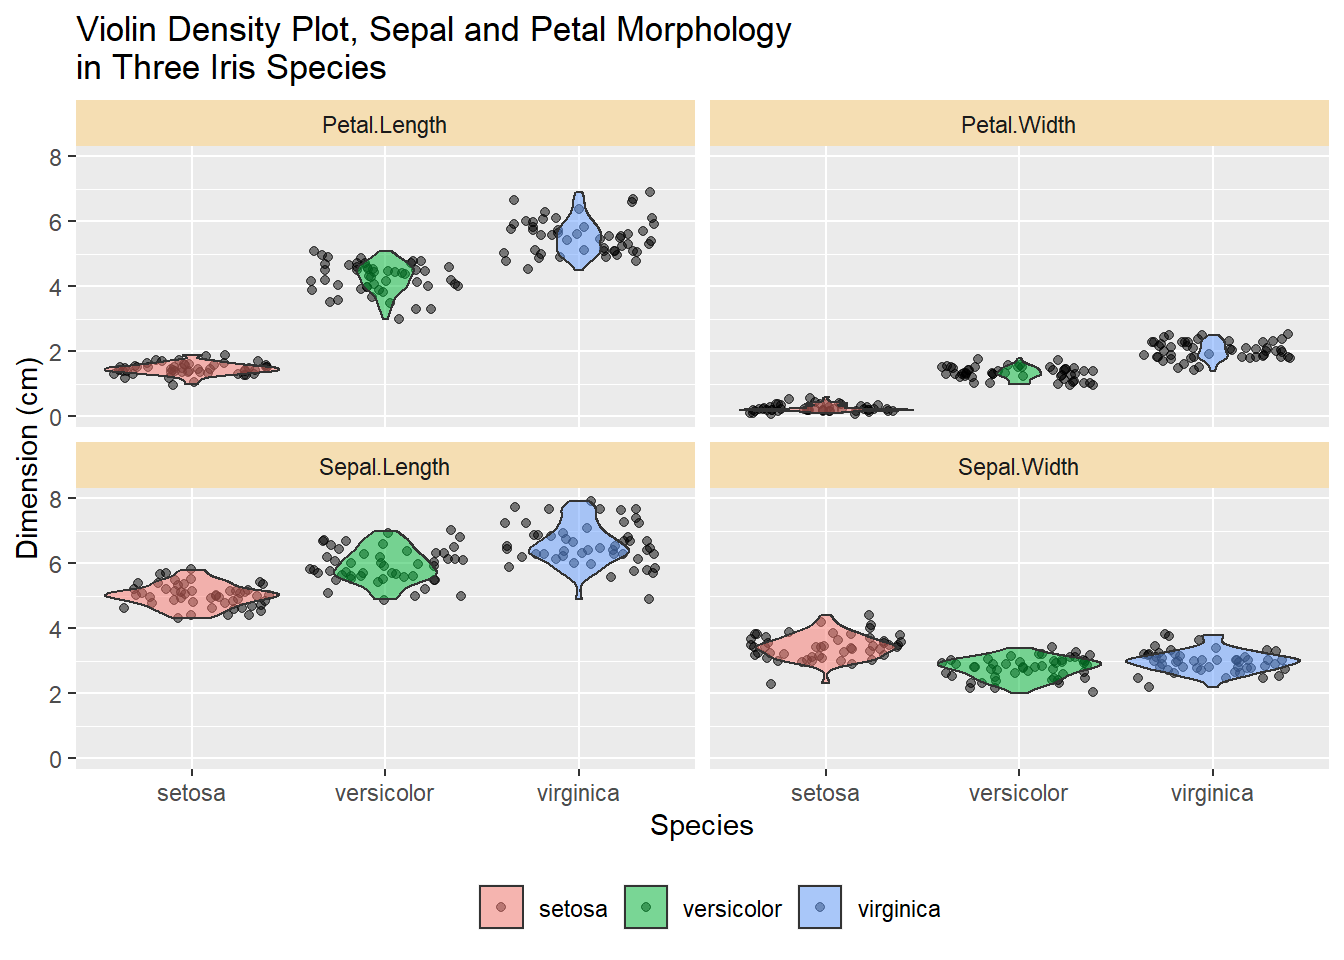 Violin Density Plot, Sepal and Petal Morphology
in Three Iris Species
Petal.Length
Petal.Width
8
6
4
2
0
Dimension (cm)
Sepal.Length
Sepal.Width
8
6
4
2
0
setosa versicolor virginica
setosa versicolor virginica
Species
setosa versicolor virginica